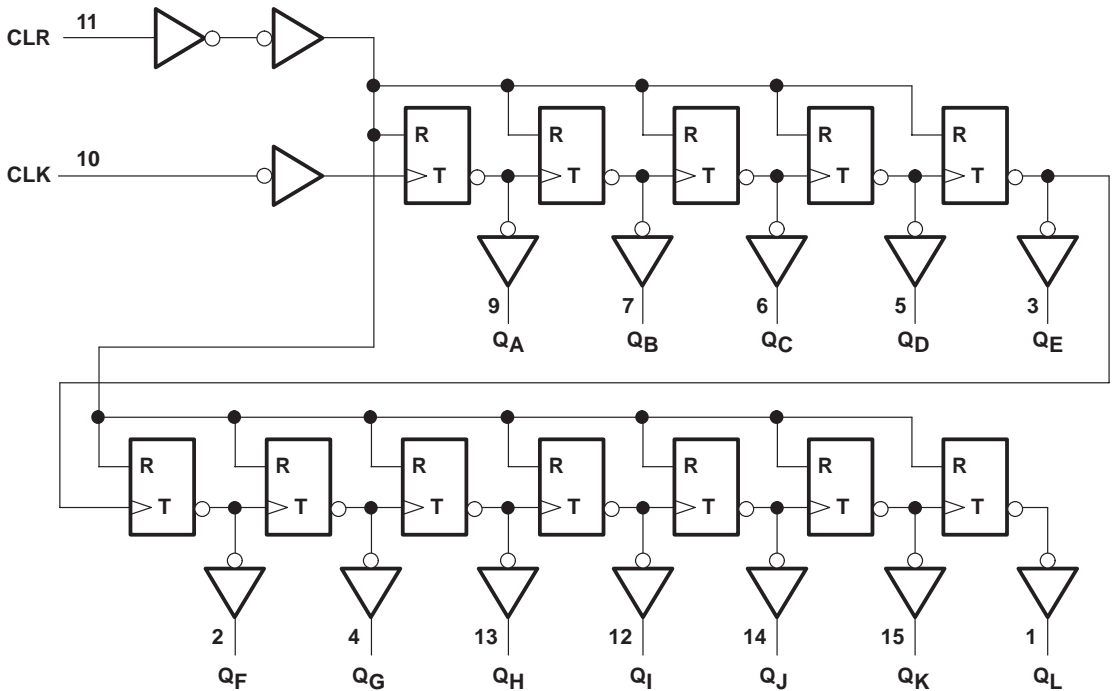 CLR 11
R R R R R
CLK 10
T T T T T
9 7 6 5 3
QA QB QC QD QE
R R R R R R R
T T T T T T T
2 4 13 12 14 15 1
QF QG QH QI QJ QK QL